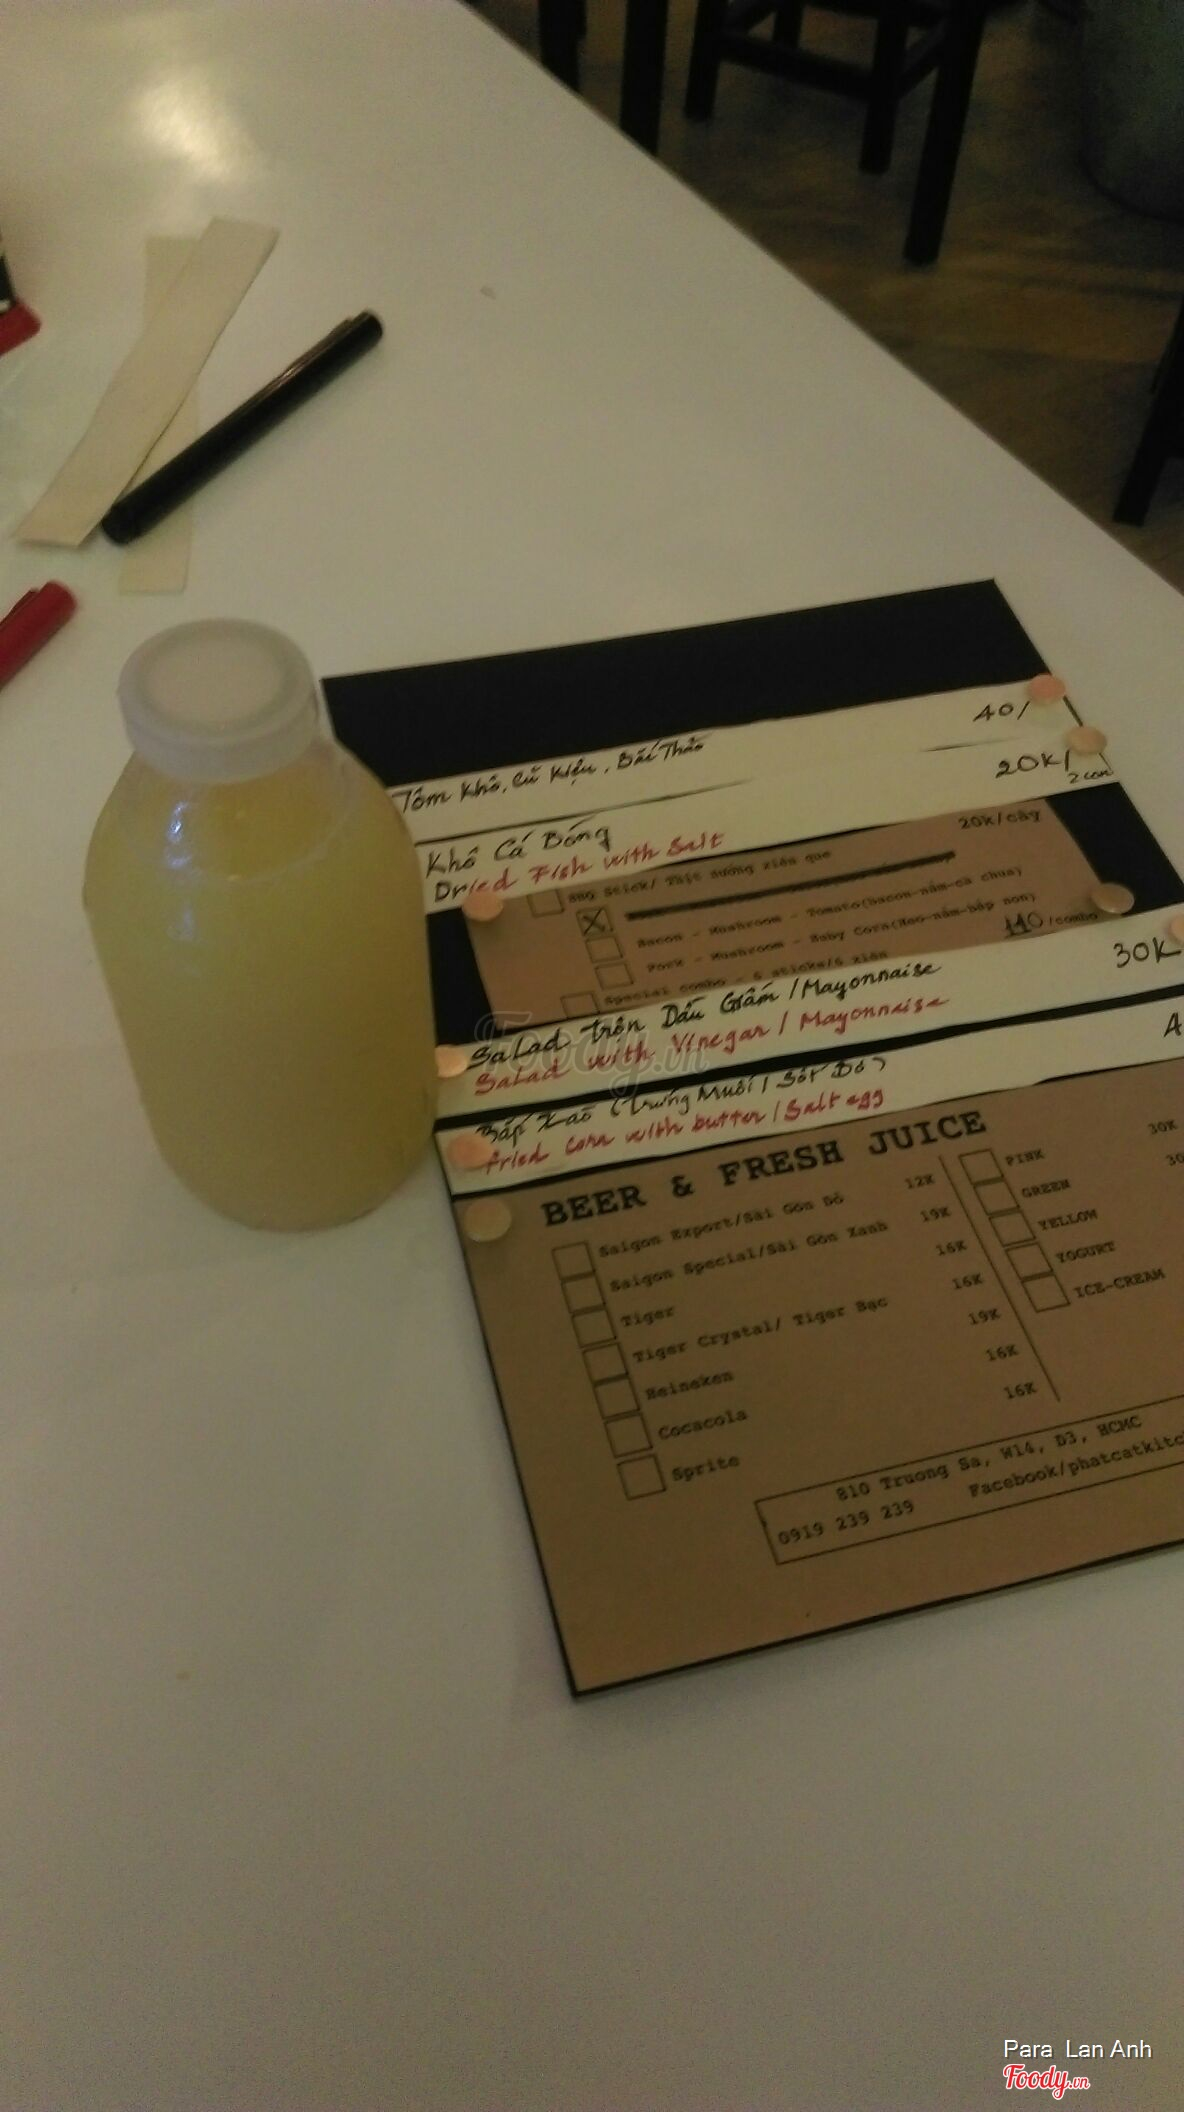 Tôm Khô, Củ Kiệu, Bắc Thảo 40/
Khô Cá Bống 20K/ 2 con
Dried Fish with Salt
BBQ Stick/ Thịt nướng xiên que 20k/cây
X
Bacon - Mushroom - Tomato(Bacon-nấm-cà chua)
Pork - Mushroom - Baby Corn(Heo-nấm-bắp non)
Special combo - 6 sticks/6 xiên 110/combo
Salad trộn Dầu Giấm / Mayonnaise 30K
Salad with Vinegar / Mayonnaise
Bắp Xào (Trứng Muối / Sốt Bơ)
fried corn with butter / Salt egg
BEER & FRESH JUICE
Saigon Export/Sài Gòn Đỏ 12K
Saigon Special/Sài Gòn Xanh 19K
Tiger 16K
Tiger Crystal/ Tiger Bạc 16K
Heineken 19K
Cocacola 16K
Sprite 16K
PINK 30K
GREEN
YELLOW
YOGURT
ICE-CREAM
810 Truong Sa, W14, D3, HCMC
0919 239 239 Facebook/phatcatkitc
Foody.vn
Para Lan Anh
Foody.vn